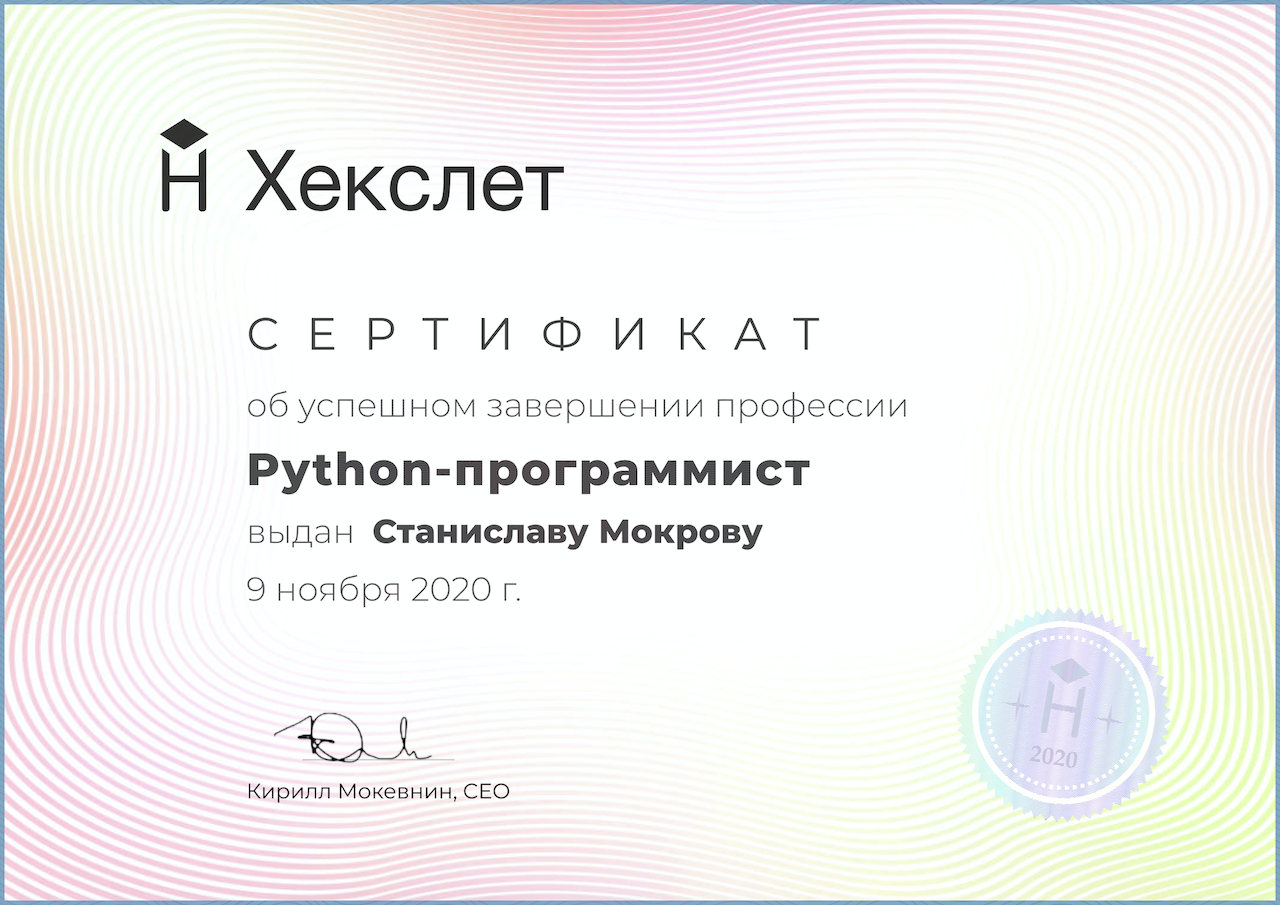 Хекслет
СЕРТИФИКАТ
об успешном завершении профессии
Python-программист
выдан Станиславу Мокрову
9 ноября 2020 г.
Кирилл Мокевнин, CEO
H
2020